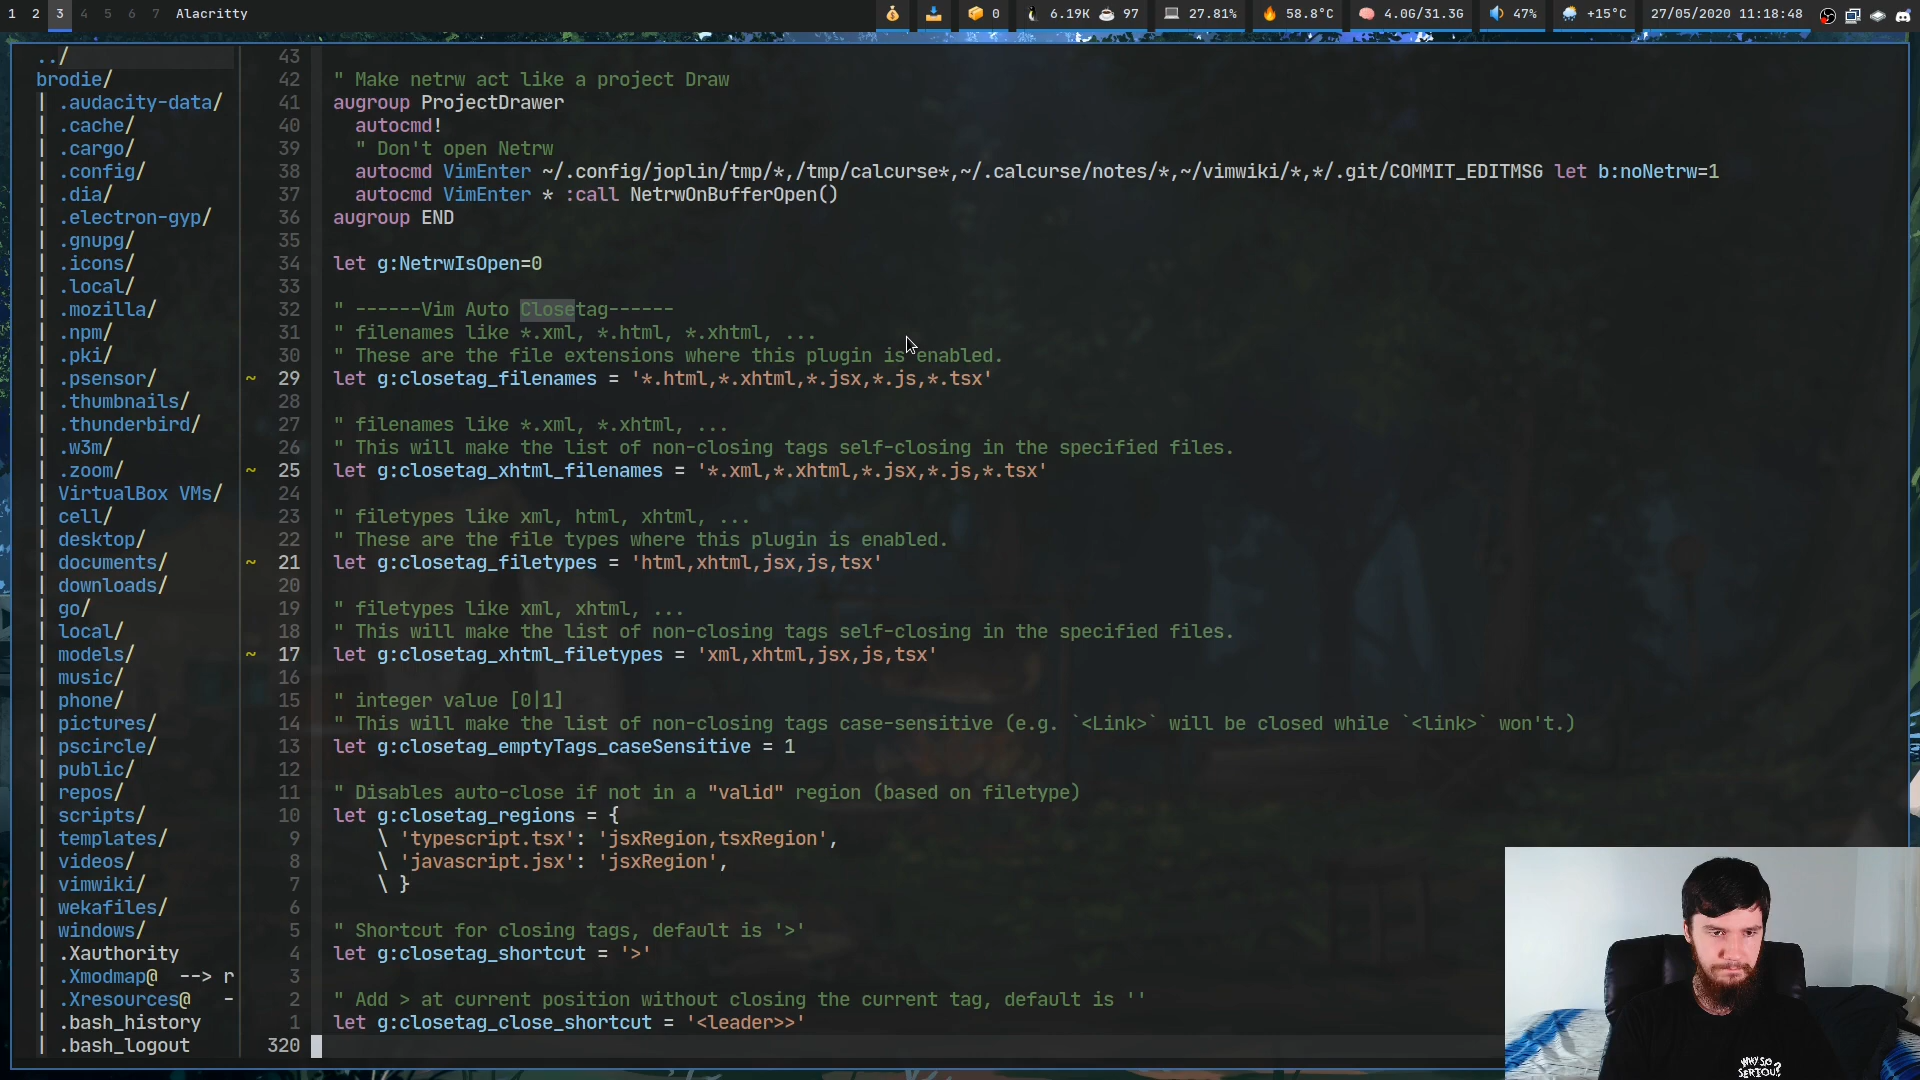 1 2 3 4 5 6 7 Alacritty 0 6.19K 97 27.81% 58.8°C 4.0G/31.3G 47% +15°C 27/05/2020 11:18:48
../
brodie/
| .audacity-data/
| .cache/
| .cargo/
| .config/
| .dia/
| .electron-gyp/
| .gnupg/
| .icons/
| .local/
| .mozilla/
| .npm/
| .pki/
| .psensor/
| .thumbnails/
| .thunderbird/
| .w3m/
| .zoom/
| VirtualBox VMs/
| cell/
| desktop/
| documents/
| downloads/
| go/
| local/
| models/
| music/
| phone/
| pictures/
| pscircle/
| public/
| repos/
| scripts/
| templates/
| videos/
| vimwiki/
| wekafiles/
| windows/
| .Xauthority
| .Xmodmap@ --> r
| .Xresources@ -
| .bash_history
| .bash_logout
43
42 " Make netrw act like a project Draw
41 augroup ProjectDrawer
40 autocmd!
39 " Don't open Netrw
38 autocmd VimEnter ~/.config/joplin/tmp/*,/tmp/calcurse*,~/.calcurse/notes/*,~/vimwiki/*,*/.git/COMMIT_EDITMSG let b:noNetrw=1
37 autocmd VimEnter * :call NetrwOnBufferOpen()
36 augroup END
35
34 let g:NetrwIsOpen=0
33
32 " ------Vim Auto Closetag------
31 " filenames like *.xml, *.html, *.xhtml, ...
30 " These are the file extensions where this plugin is enabled.
~ 29 let g:closetag_filenames = '*.html,*.xhtml,*.jsx,*.js,*.tsx'
28
27 " filenames like *.xml, *.xhtml, ...
26 " This will make the list of non-closing tags self-closing in the specified files.
~ 25 let g:closetag_xhtml_filenames = '*.xml,*.xhtml,*.jsx,*.js,*.tsx'
24
23 " filetypes like xml, html, xhtml, ...
22 " These are the file types where this plugin is enabled.
~ 21 let g:closetag_filetypes = 'html,xhtml,jsx,js,tsx'
20
19 " filetypes like xml, xhtml, ...
18 " This will make the list of non-closing tags self-closing in the specified files.
~ 17 let g:closetag_xhtml_filetypes = 'xml,xhtml,jsx,js,tsx'
16
15 " integer value [0|1]
14 " This will make the list of non-closing tags case-sensitive (e.g. `<Link>` will be closed while `<link>` won't.)
13 let g:closetag_emptyTags_caseSensitive = 1
12
11 " Disables auto-close if not in a "valid" region (based on filetype)
10 let g:closetag_regions = {
9 \ 'typescript.tsx': 'jsxRegion,tsxRegion',
8 \ 'javascript.jsx': 'jsxRegion',
7 \ }
6
5 " Shortcut for closing tags, default is '>'
4 let g:closetag_shortcut = '>'
3
2 " Add > at current position without closing the current tag, default is ''
1 let g:closetag_close_shortcut = '<leader>>'
320
WHY SO
SERIOUS?